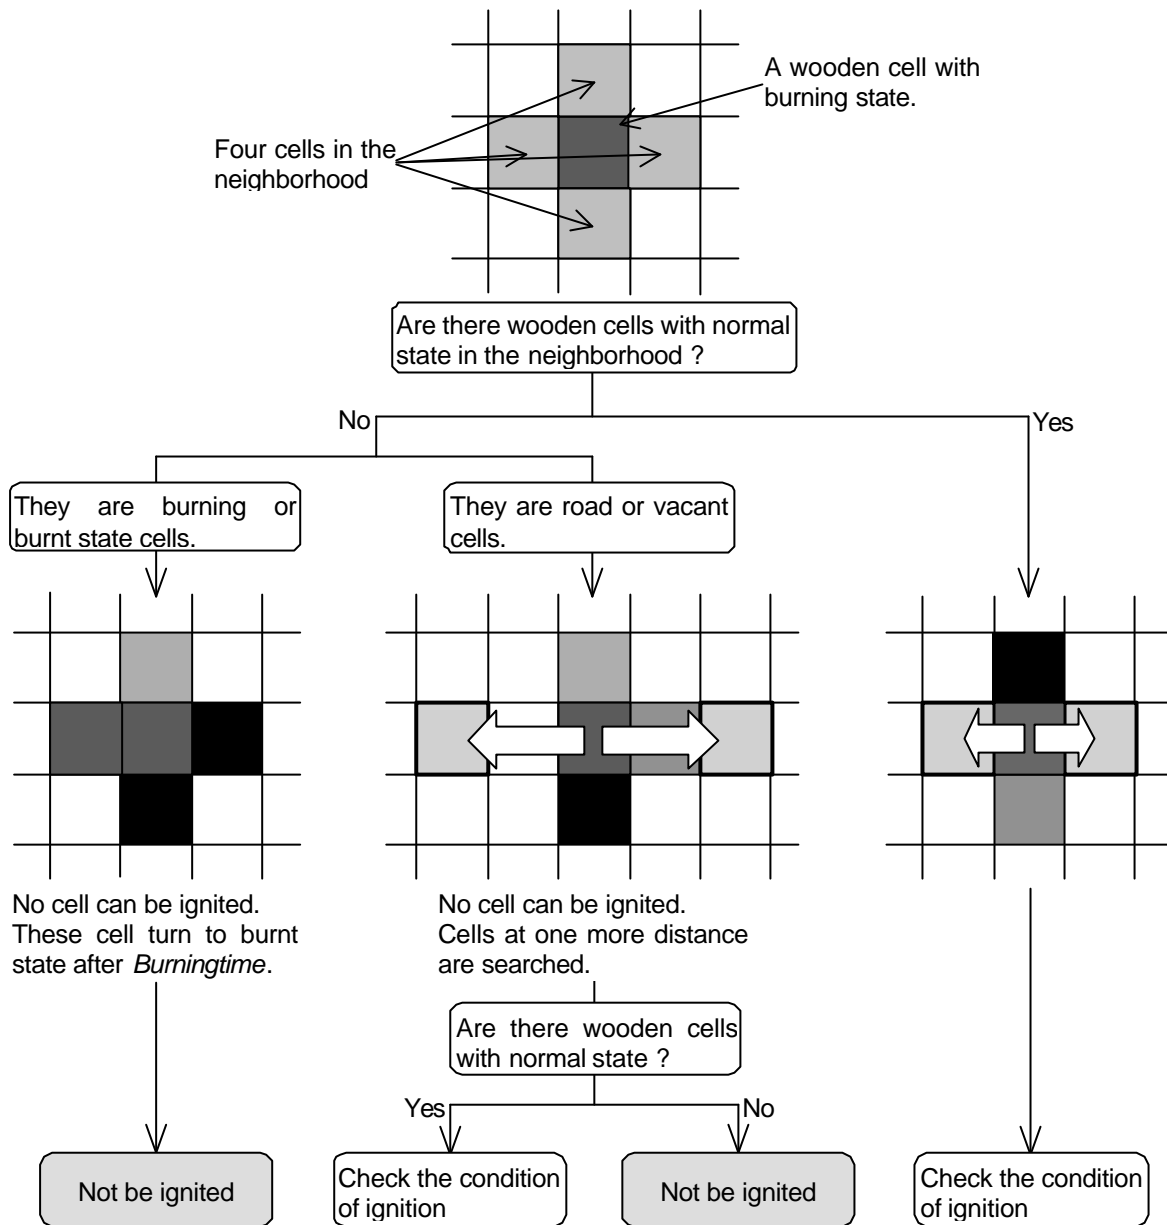 A wooden cell with
burning state.
Four cells in the
neighborhood
Are there wooden cells with normal
state in the neighborhood ?
No
Yes
They are burning or
burnt state cells.
They are road or vacant
cells.
No cell can be ignited.
These cell turn to burnt
state after Burningtime.
No cell can be ignited.
Cells at one more distance
are searched.
Are there wooden cells
with normal state ?
Yes
No
Not be ignited
Check the condition
of ignition
Not be ignited
Check the condition
of ignition